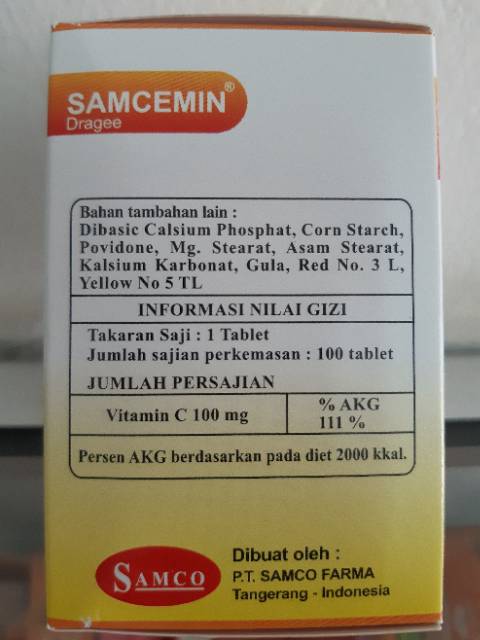 SAMCEMIN®
Dragee
Bahan tambahan lain :
Dibasic Calsium Phosphat, Corn Starch,
Povidone, Mg. Stearat, Asam Stearat,
Kalsium Karbonat, Gula, Red No. 3 L,
Yellow No 5 TL
INFORMASI NILAI GIZI
Takaran Saji : 1 Tablet
Jumlah sajian perkemasan : 100 tablet
JUMLAH PERSAJIAN
Vitamin C 100 mg
% AKG
111 %
Persen AKG berdasarkan pada diet 2000 kkal.
SAMCO
Dibuat oleh :
P.T. SAMCO FARMA
Tangerang - Indonesia